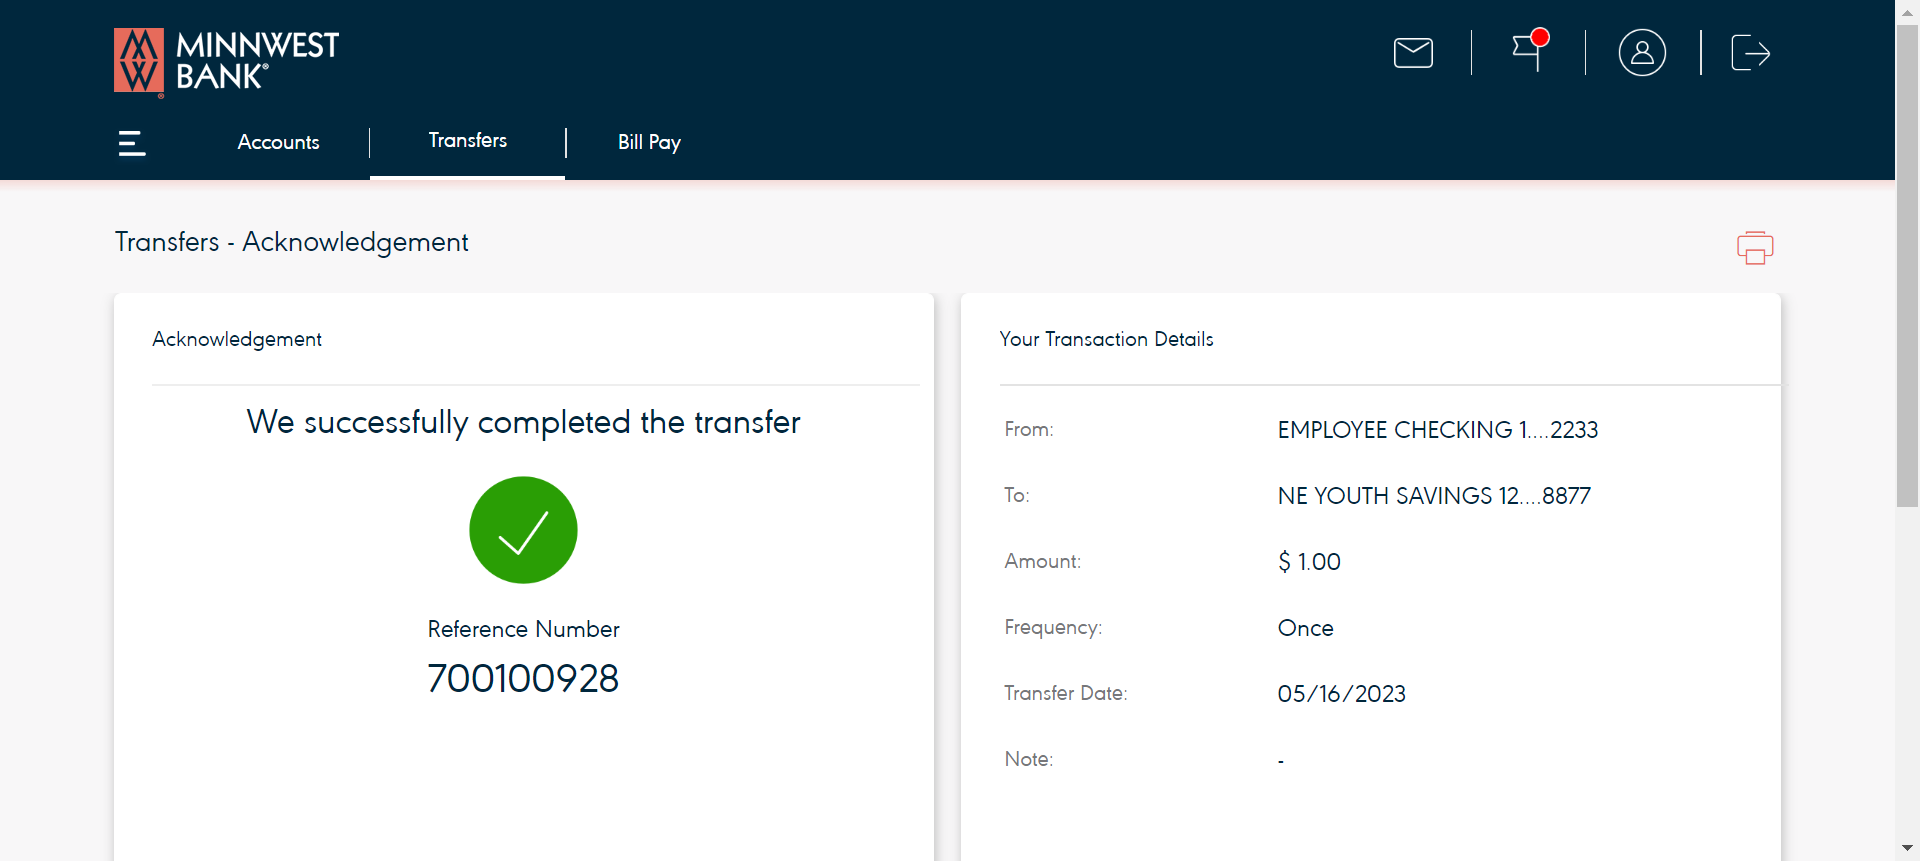 MINNWEST
BANK®
Accounts
Transfers
Bill Pay
Transfers - Acknowledgement
Acknowledgement
We successfully completed the transfer
Reference Number
700100928
Your Transaction Details
From: EMPLOYEE CHECKING 1....2233
To: NE YOUTH SAVINGS 12....8877
Amount: $ 1.00
Frequency: Once
Transfer Date: 05/16/2023
Note: -